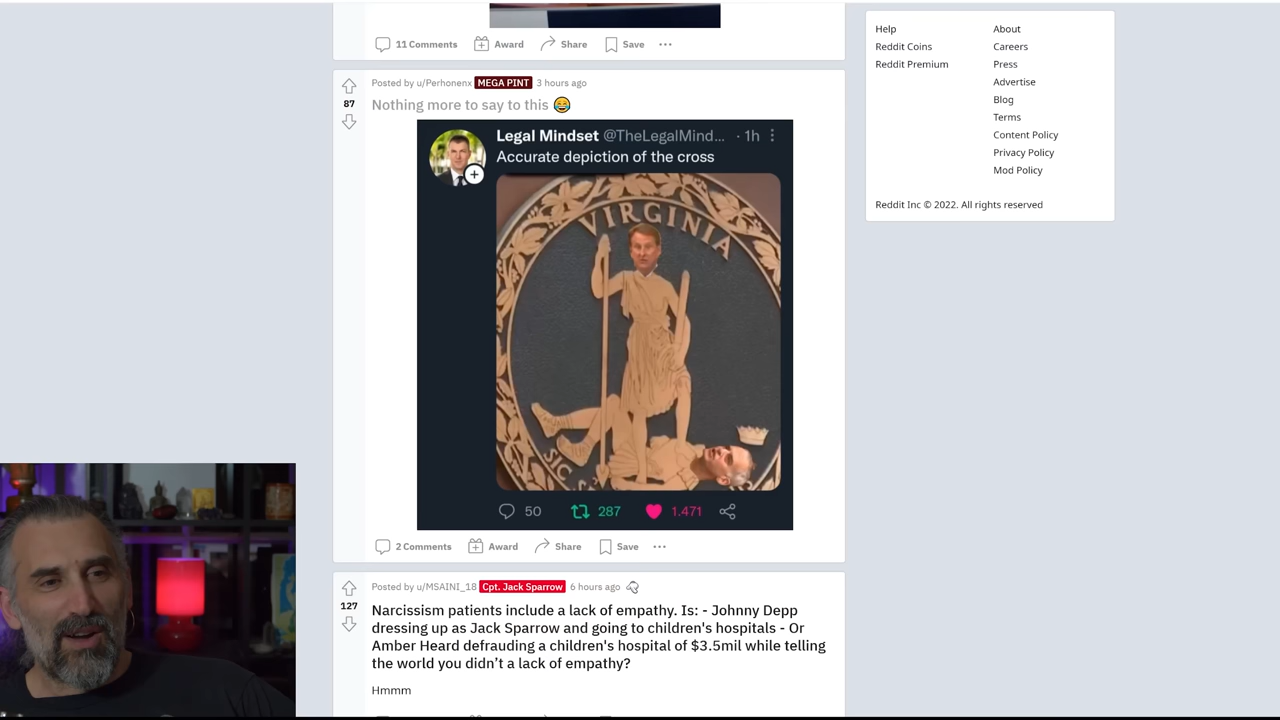 11 Comments Award Share Save
Help About
Reddit Coins Careers
Reddit Premium Press
Advertise
Blog
Terms
Content Policy
Privacy Policy
Mod Policy
Reddit Inc © 2022. All rights reserved
Posted by u/Perhonenx MEGA PINT 3 hours ago
87
Nothing more to say to this 😂
Legal Mindset @TheLegalMind... · 1h
Accurate depiction of the cross
VIRGINIA
SIC S
50 287 1.471
2 Comments Award Share Save
Posted by u/MSAINI_18 Cpt. Jack Sparrow 6 hours ago
127
Narcissism patients include a lack of empathy. Is: - Johnny Depp
dressing up as Jack Sparrow and going to children's hospitals - Or
Amber Heard defrauding a children's hospital of $3.5mil while telling
the world you didn’t a lack of empathy?
Hmmm